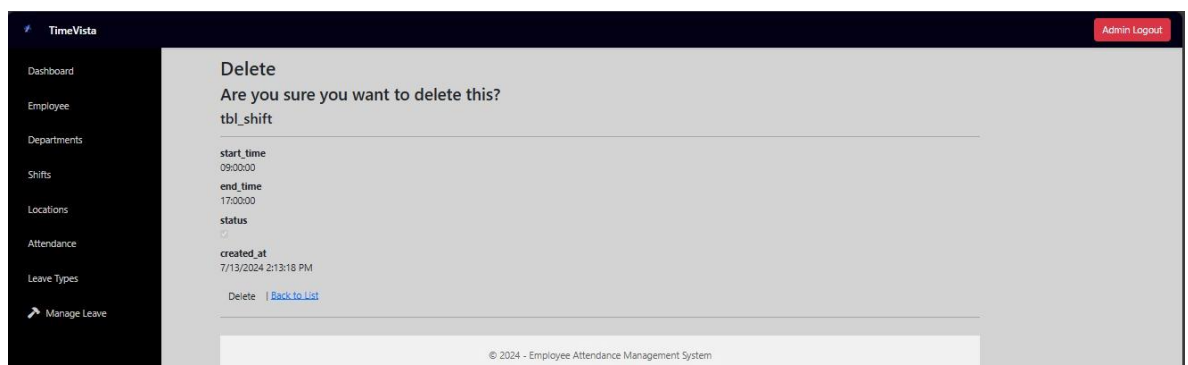 TimeVista
Admin Logout
Dashboard
Employee
Departments
Shifts
Locations
Attendance
Leave Types
Manage Leave
Delete
Are you sure you want to delete this?
tbl_shift
start_time
09:00:00
end_time
17:00:00
status
created_at
7/13/2024 2:13:18 PM
Delete | Back to List
© 2024 - Employee Attendance Management System